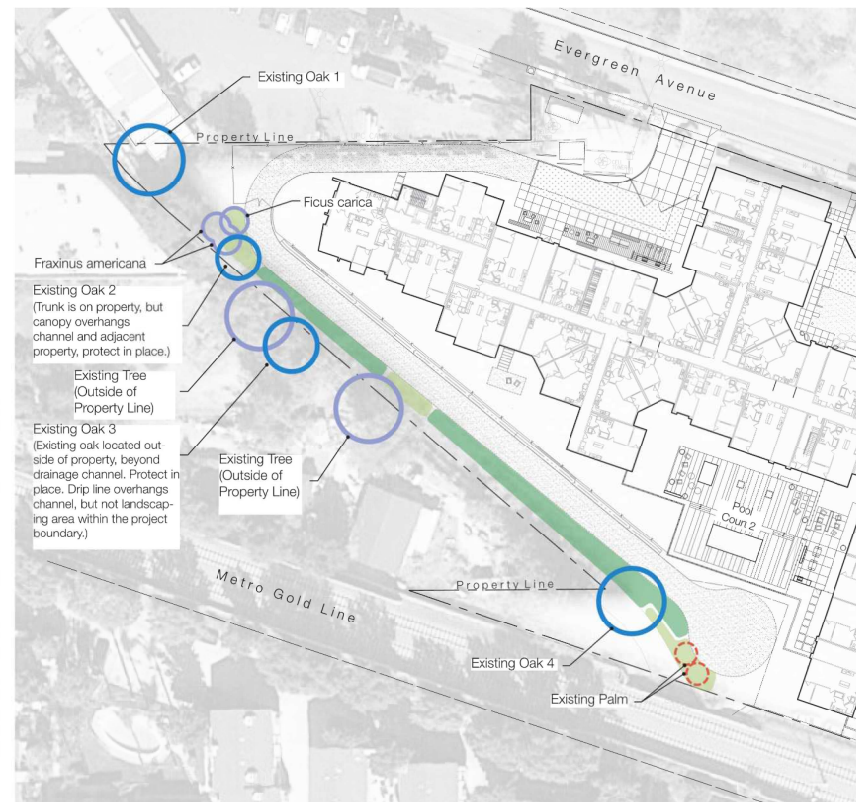 Evergreen Avenue
Existing Oak 1
Property Line
Ficus carica
Fraxinus americana
Existing Oak 2
(Trunk is on property, but
canopy overhangs
channel and adjacent
property, protect in place.)
Existing Tree
(Outside of
Property Line)
Existing Oak 3
(Existing oak located out
side of property, beyond
drainage channel. Protect in
place. Drip line overhangs
channel, but not landscap-
ing area within the project
boundary.)
Existing Tree
(Outside of
Property Line)
Pool
Court 2
Metro Gold Line
Property Line
Existing Oak 4
Existing Palm